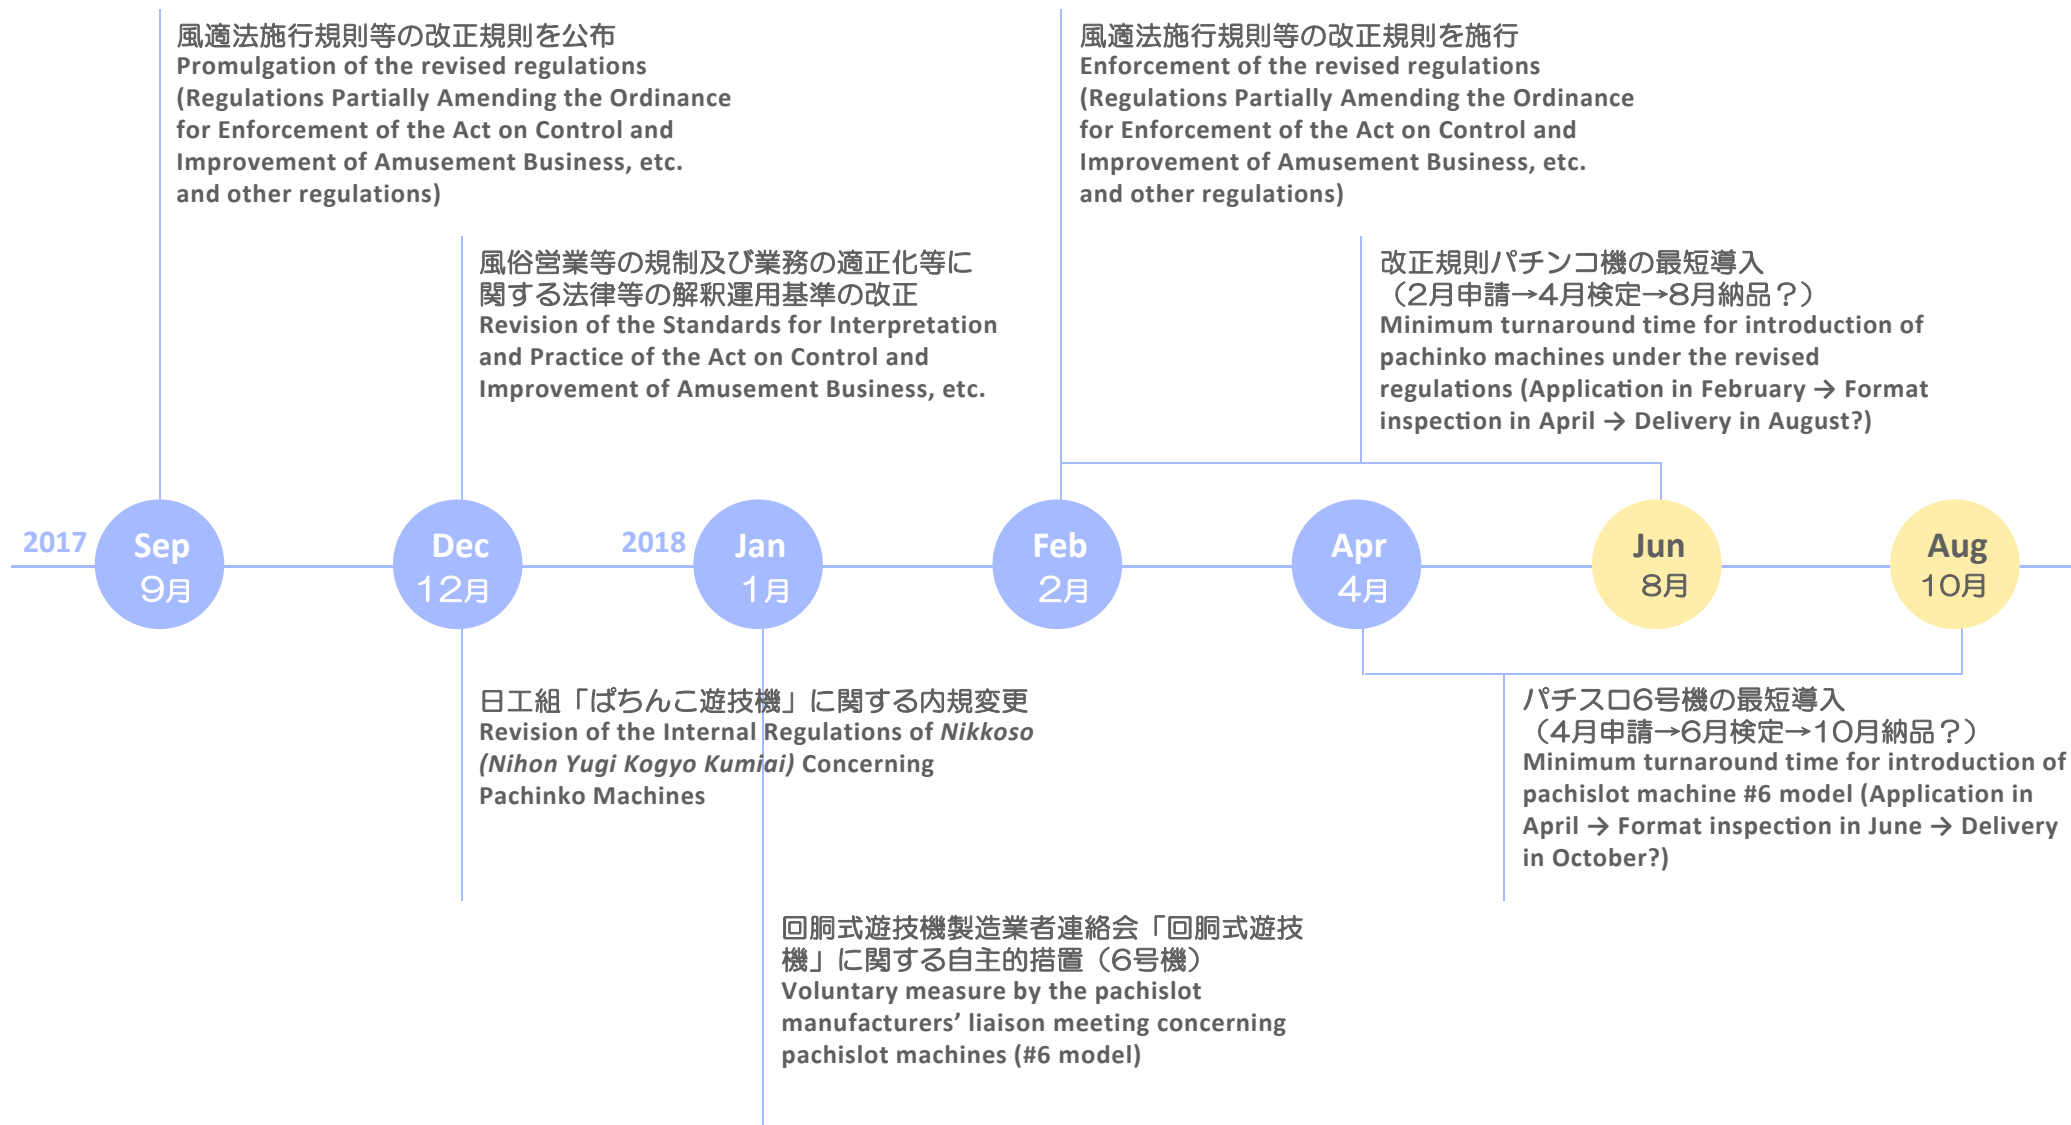 風適法施行規則等の改正規則を公布
Promulgation of the revised regulations
(Regulations Partially Amending the Ordinance
for Enforcement of the Act on Control and
Improvement of Amusement Business, etc.
and other regulations)
風適法施行規則等の改正規則を施行
Enforcement of the revised regulations
(Regulations Partially Amending the Ordinance
for Enforcement of the Act on Control and
Improvement of Amusement Business, etc.
and other regulations)
風俗営業等の規制及び業務の適正化等に
関する法律等の解釈運用基準の改正
Revision of the Standards for Interpretation
and Practice of the Act on Control and
Improvement of Amusement Business, etc.
改正規則パチンコ機の最短導入
（2月申請→4月検定→8月納品？）
Minimum turnaround time for introduction of
pachinko machines under the revised
regulations (Application in February → Format
inspection in April → Delivery in August?)
2017
Sep
9月
Dec
12月
2018
Jan
1月
Feb
2月
Apr
4月
Jun
8月
Aug
10月
日工組「ぱちんこ遊技機」に関する内規変更
Revision of the Internal Regulations of Nikkoso
(Nihon Yugi Kogyo Kumiai) Concerning
Pachinko Machines
パチスロ6号機の最短導入
（4月申請→6月検定→10月納品？）
Minimum turnaround time for introduction of
pachislot machine #6 model (Application in
April → Format inspection in June → Delivery
in October?)
回胴式遊技機製造業者連絡会「回胴式遊技
機」に関する自主的措置（6号機）
Voluntary measure by the pachislot
manufacturers’ liaison meeting concerning
pachislot machines (#6 model)